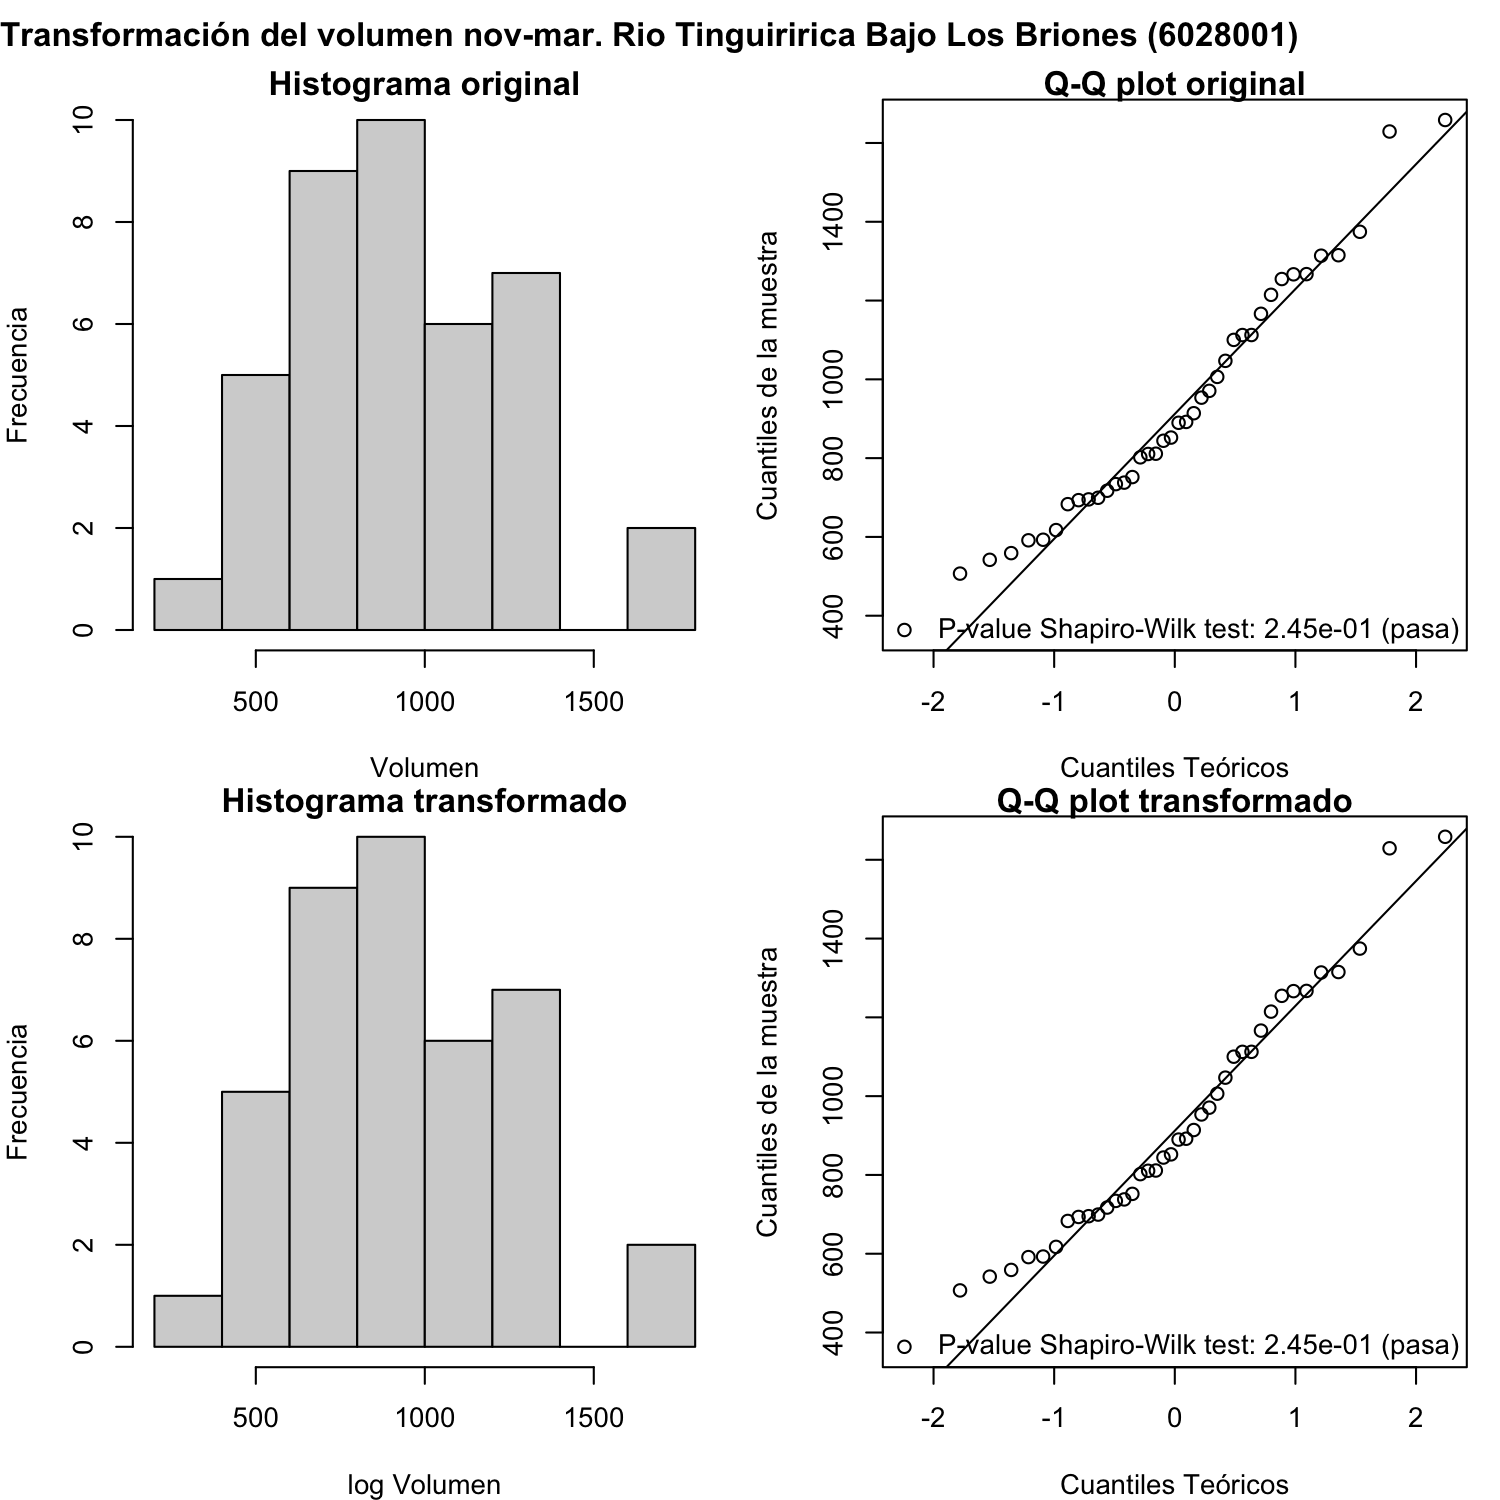 Transformación del volumen nov-mar. Rio Tinguiririca Bajo Los Briones (6028001)
Histograma original
Frecuencia
0
2
4
6
8
10
500 1000 1500
Volumen
Q-Q plot original
Cuantiles de la muestra
400
600
800
1000
1400
P-value Shapiro-Wilk test: 2.45e-01 (pasa)
-2 -1 0 1 2
Cuantiles Teóricos
Histograma transformado
Frecuencia
0
2
4
6
8
10
500 1000 1500
log Volumen
Q-Q plot transformado
Cuantiles de la muestra
400
600
800
1000
1400
P-value Shapiro-Wilk test: 2.45e-01 (pasa)
-2 -1 0 1 2
Cuantiles Teóricos